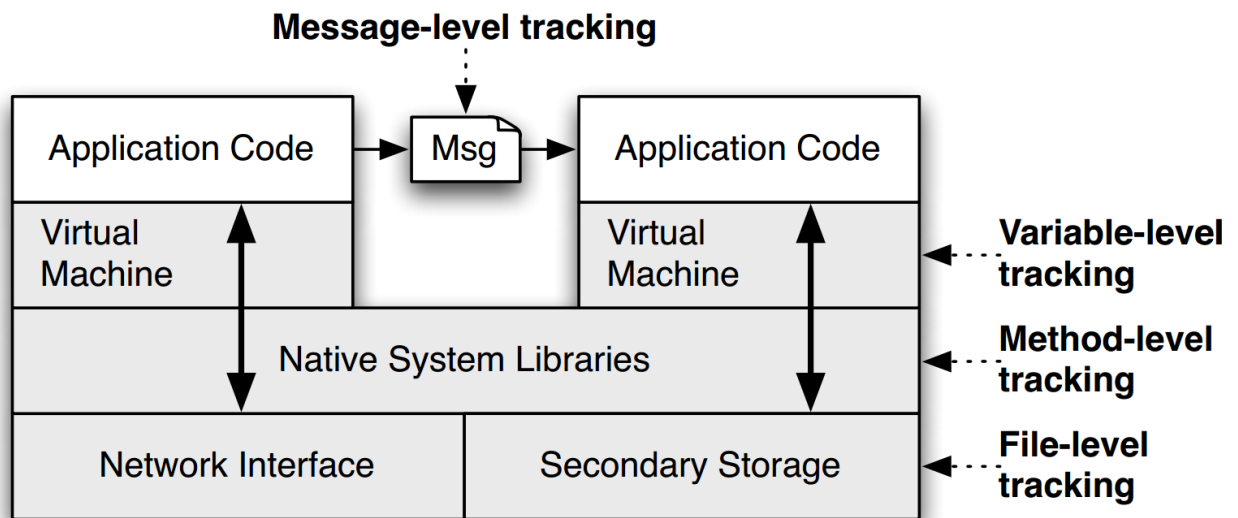 Message-level tracking
Application Code
Msg
Application Code
Virtual
Machine
Virtual
Machine
Variable-level
tracking
Native System Libraries
Method-level
tracking
Network Interface
Secondary Storage
File-level
tracking